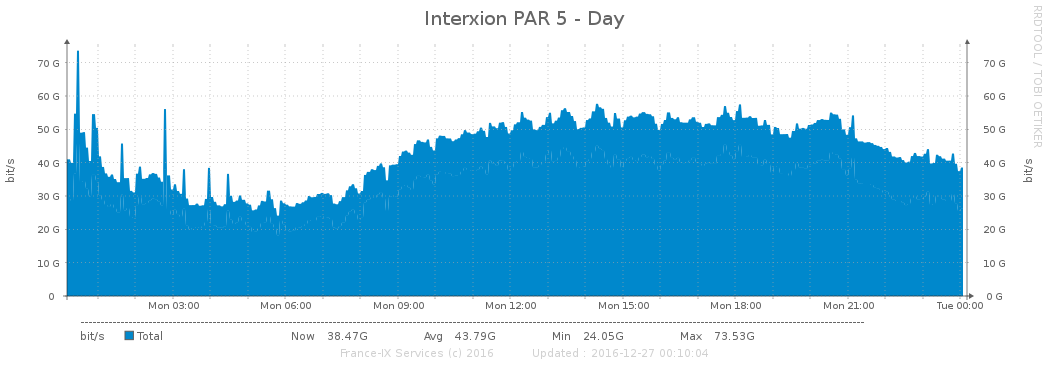 Interxion PAR 5 - Day
RRDTOOL / TOBI OETIKER
bit/s
70 G 70 G
60 G 60 G
50 G 50 G
40 G 40 G
30 G 30 G
20 G 20 G
10 G 10 G
0 0 G
bit/s
Mon 03:00 Mon 06:00 Mon 09:00 Mon 12:00 Mon 15:00 Mon 18:00 Mon 21:00 Tue 00:00
bit/s Total Now 38.47G Avg 43.79G Min 24.05G Max 73.53G
France-IX Services (c) 2016 Updated : 2016-12-27 00:10:04